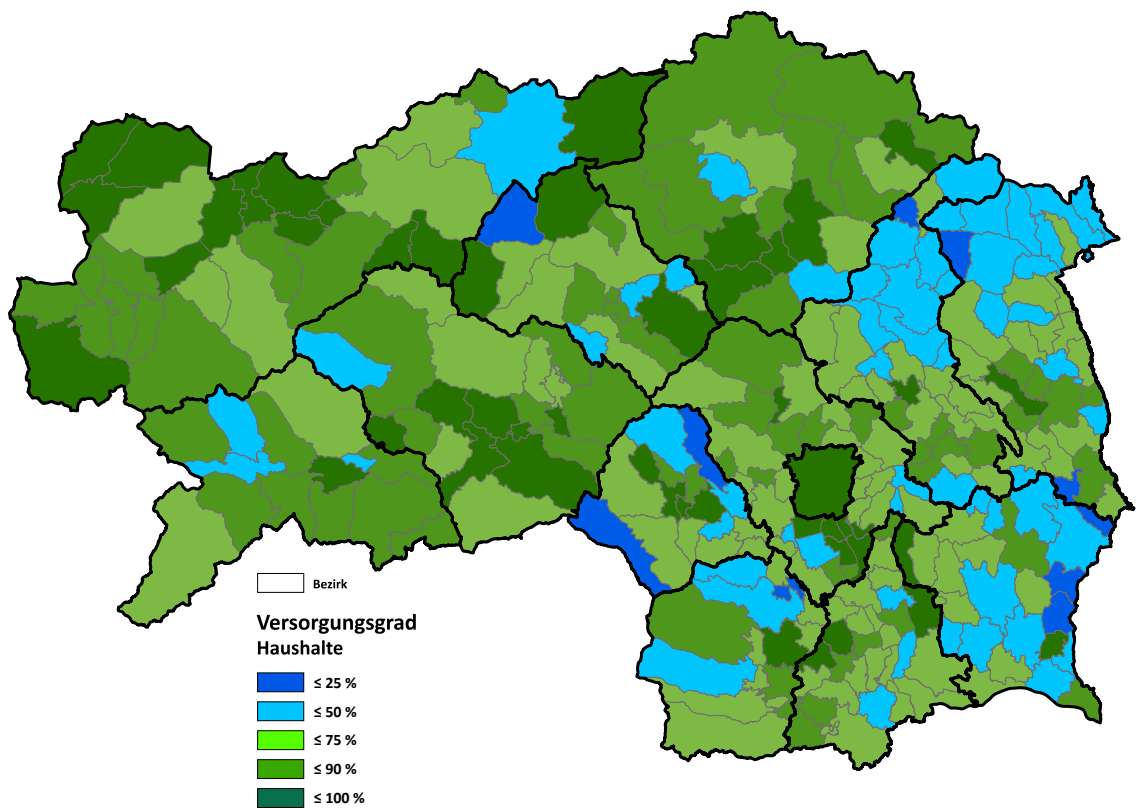 Bezirk
Versorgungsgrad
Haushalte
≤ 25 %
≤ 50 %
≤ 75 %
≤ 90 %
≤ 100 %